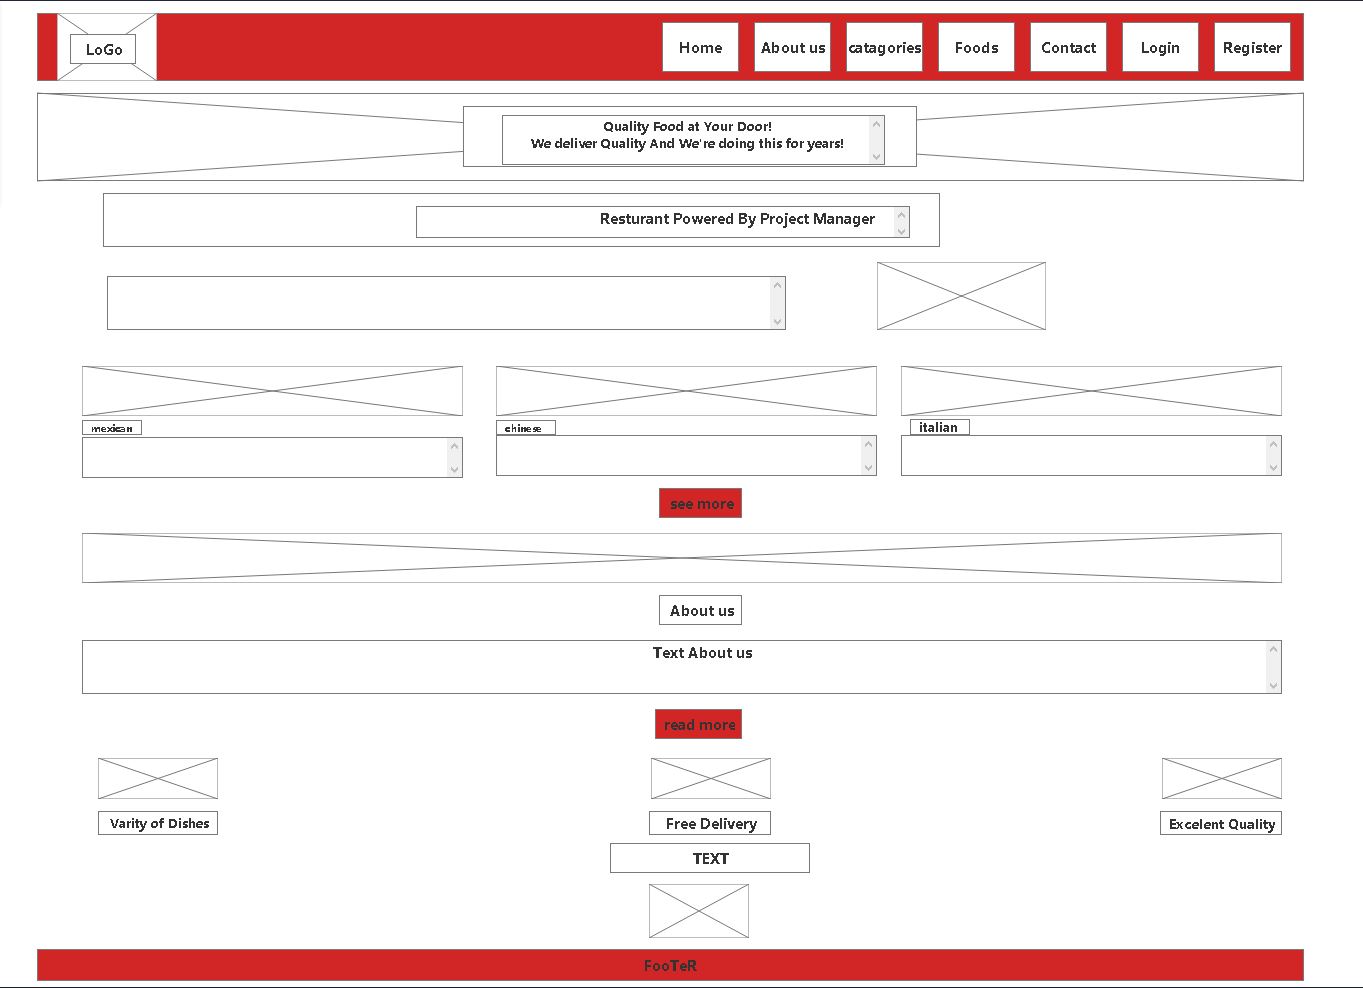 LoGo
Home
About us
catagories
Foods
Contact
Login
Register
Quality Food at Your Door!
We deliver Quality And We're doing this for years!
Resturant Powered By Project Manager
mexican
chinese
italian
see more
About us
Text About us
read more
Varity of Dishes
Free Delivery
Excelent Quality
TEXT
FooTeR